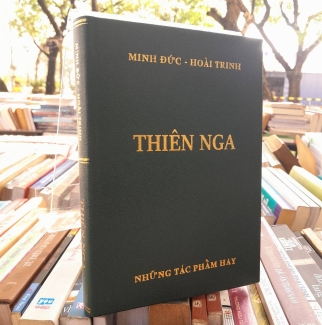 MINH ĐỨC - HOÀI TRINH
THIÊN NGA
NHỮNG TÁC PHẨM HAY